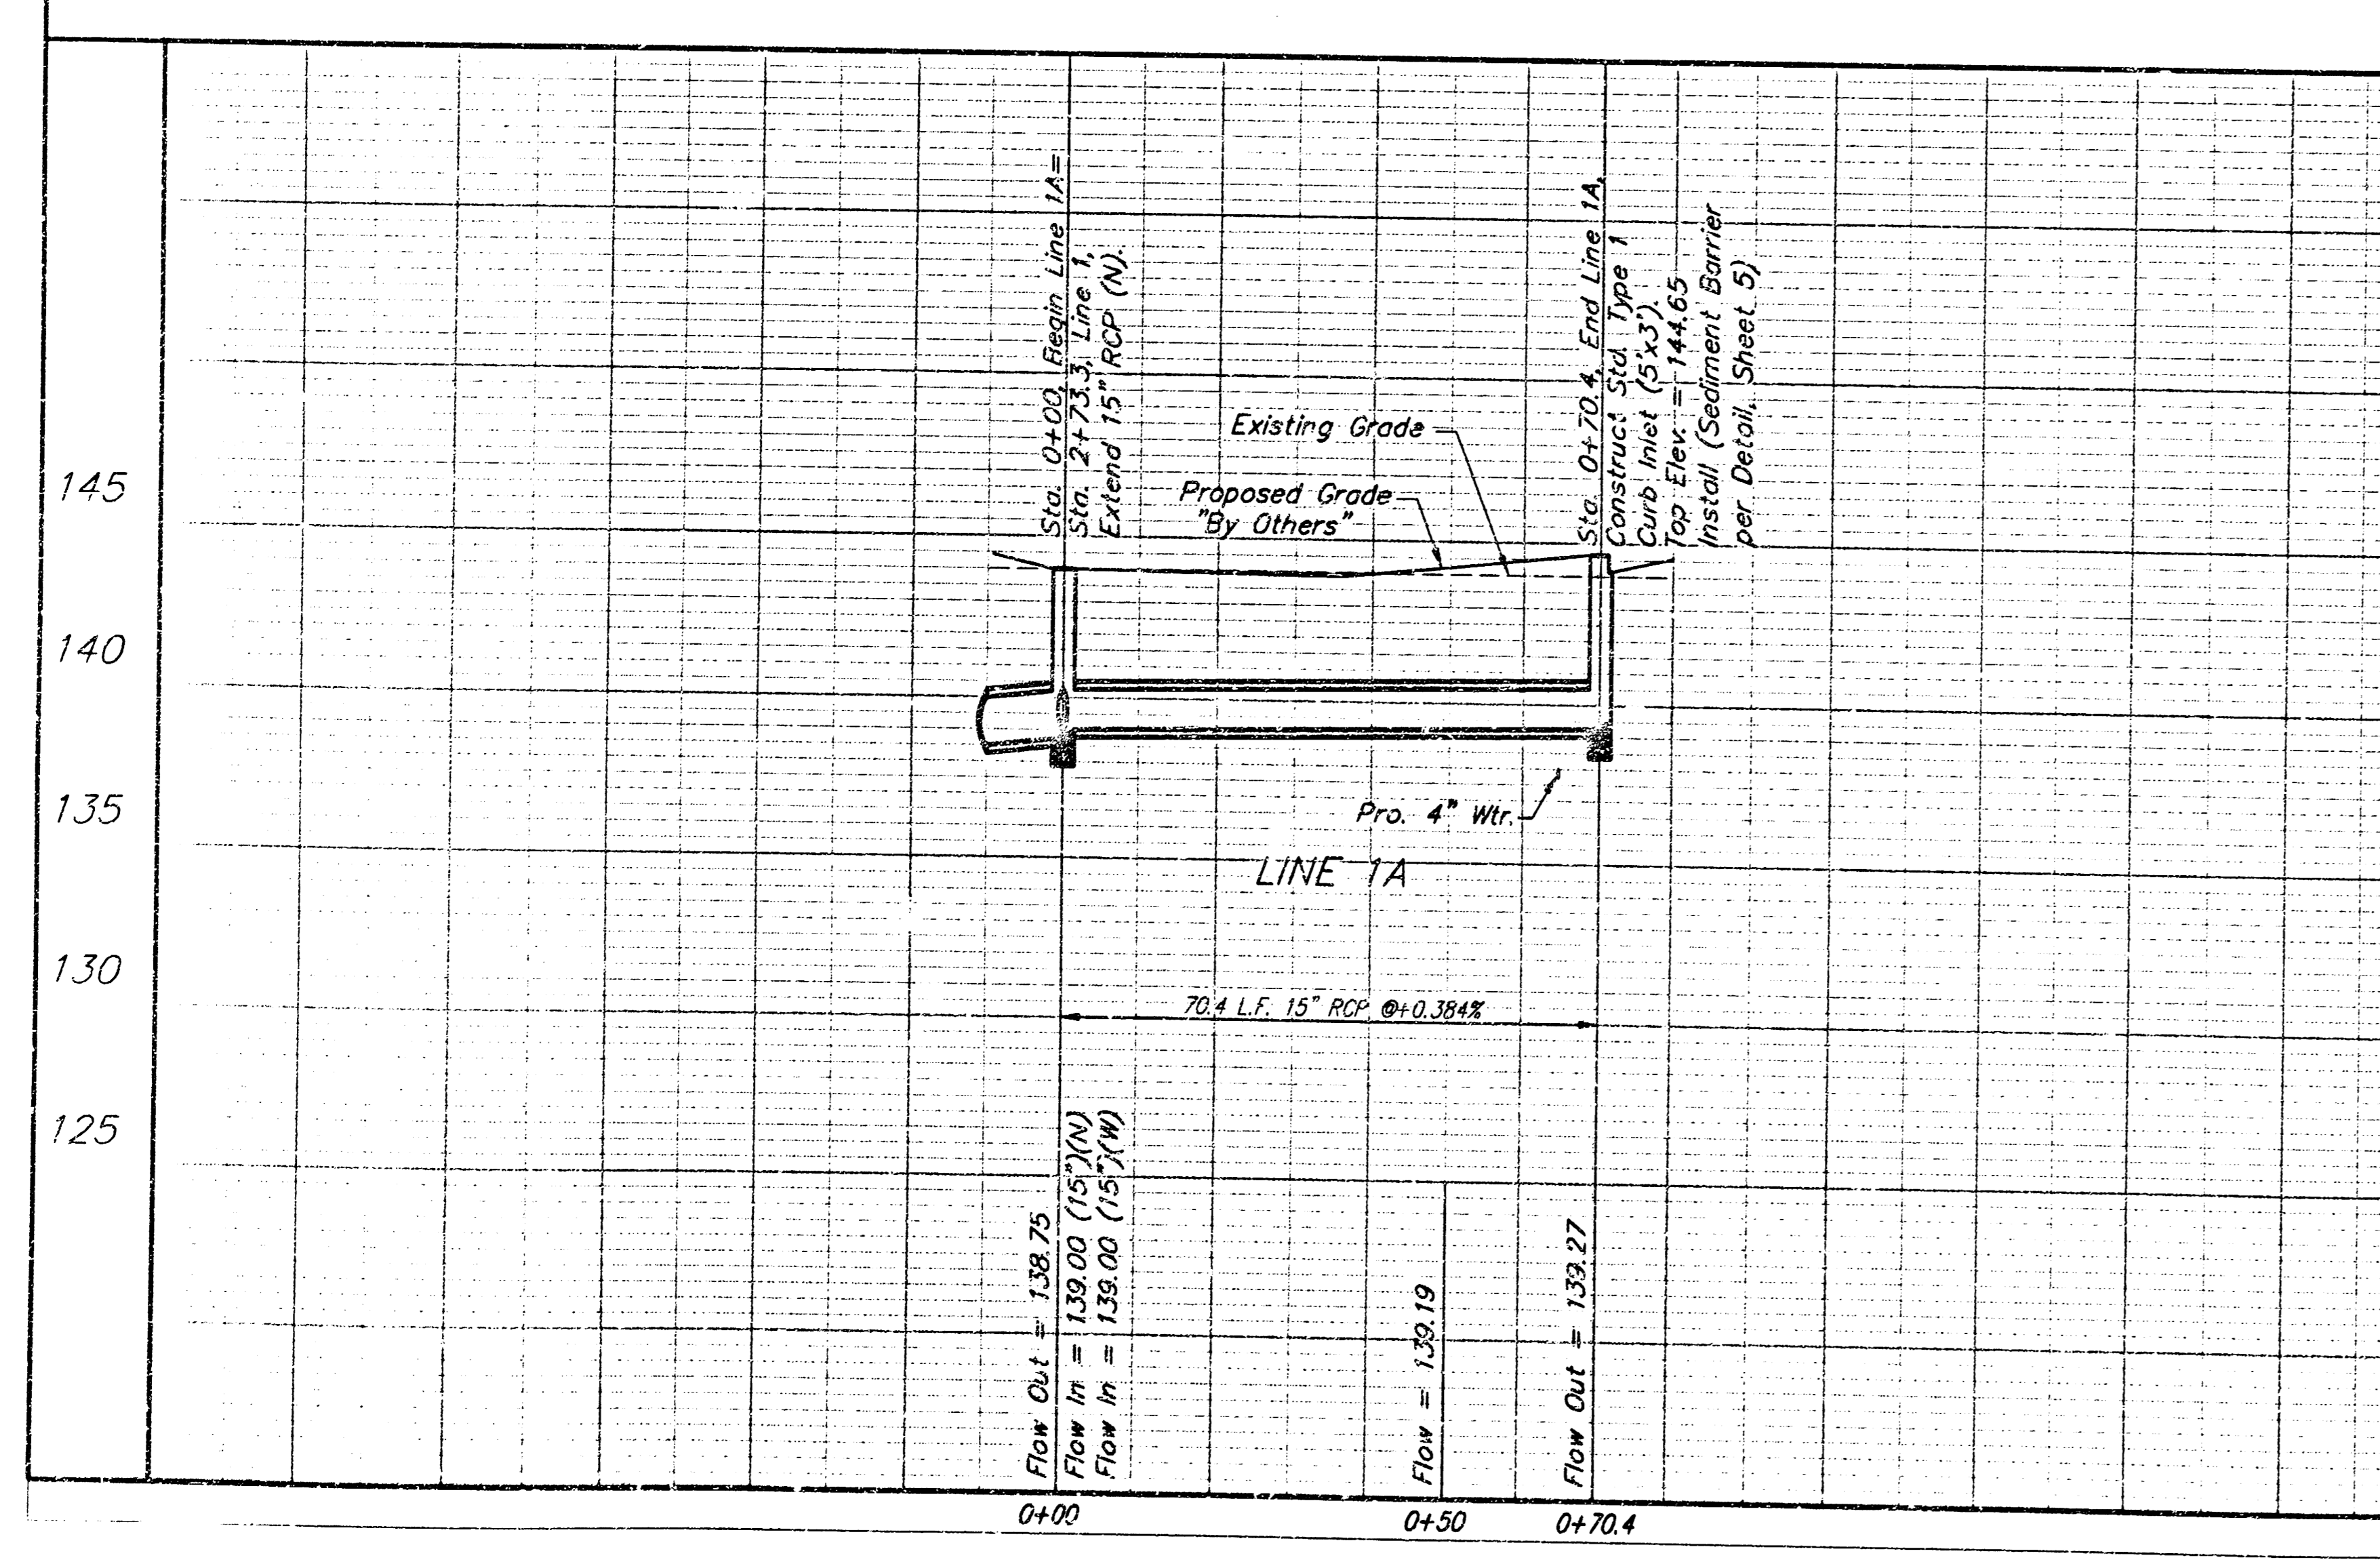 Sta. 0+00, Begin Line 1A=
Sta. 2+73.3, Line 1,
Extend 15" RCP (N).
Sta. 0+70.4, End Line 1A,
Construct Std. Type 1
Curb Inlet (5'x3').
Top Elev. = 144.65
Install (Sediment Barrier
per Detail, Sheet 5)
Existing Grade
Proposed Grade
"By Others"
145
140
135
130
125
Pro. 4" Wtr.
LINE 1A
70.4 L.F. 15" RCP @+0.384%
Flow Out = 138.75
Flow In = 139.00 (15")(N)
Flow In = 139.00 (15")(W)
Flow = 139.19
Flow Out = 139.27
0+00
0+50
0+70.4